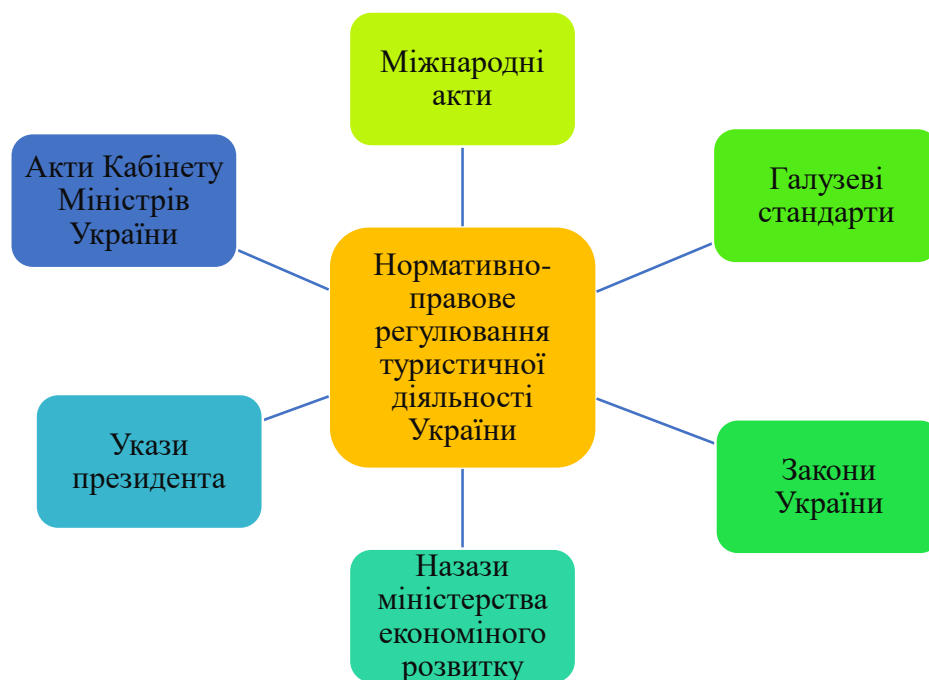 Міжнародні
акти
Акти Кабінету
Міністрів
України
Галузеві
стандарти
Нормативно-
правове
регулювання
туристичної
діяльності
України
Укази
президента
Закони
України
Назази
міністерства
економіного
розвитку